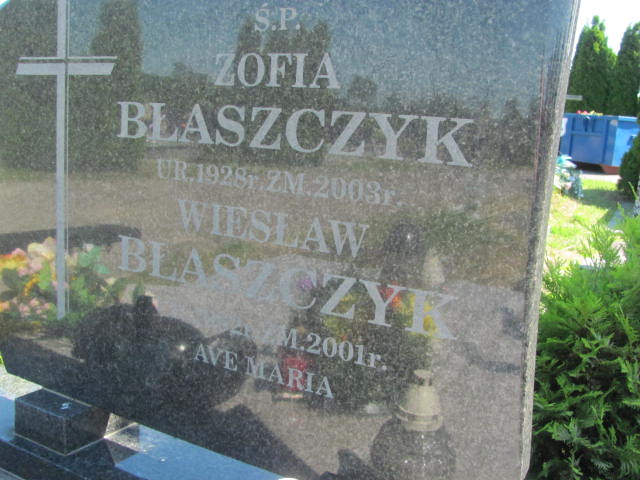 Ś.P.
ZOFIA
BŁASZCZYK
UR.1928r. ZM.2003r.
WIESŁAW
BŁASZCZYK
ZM.2001r.
AVE MARIA